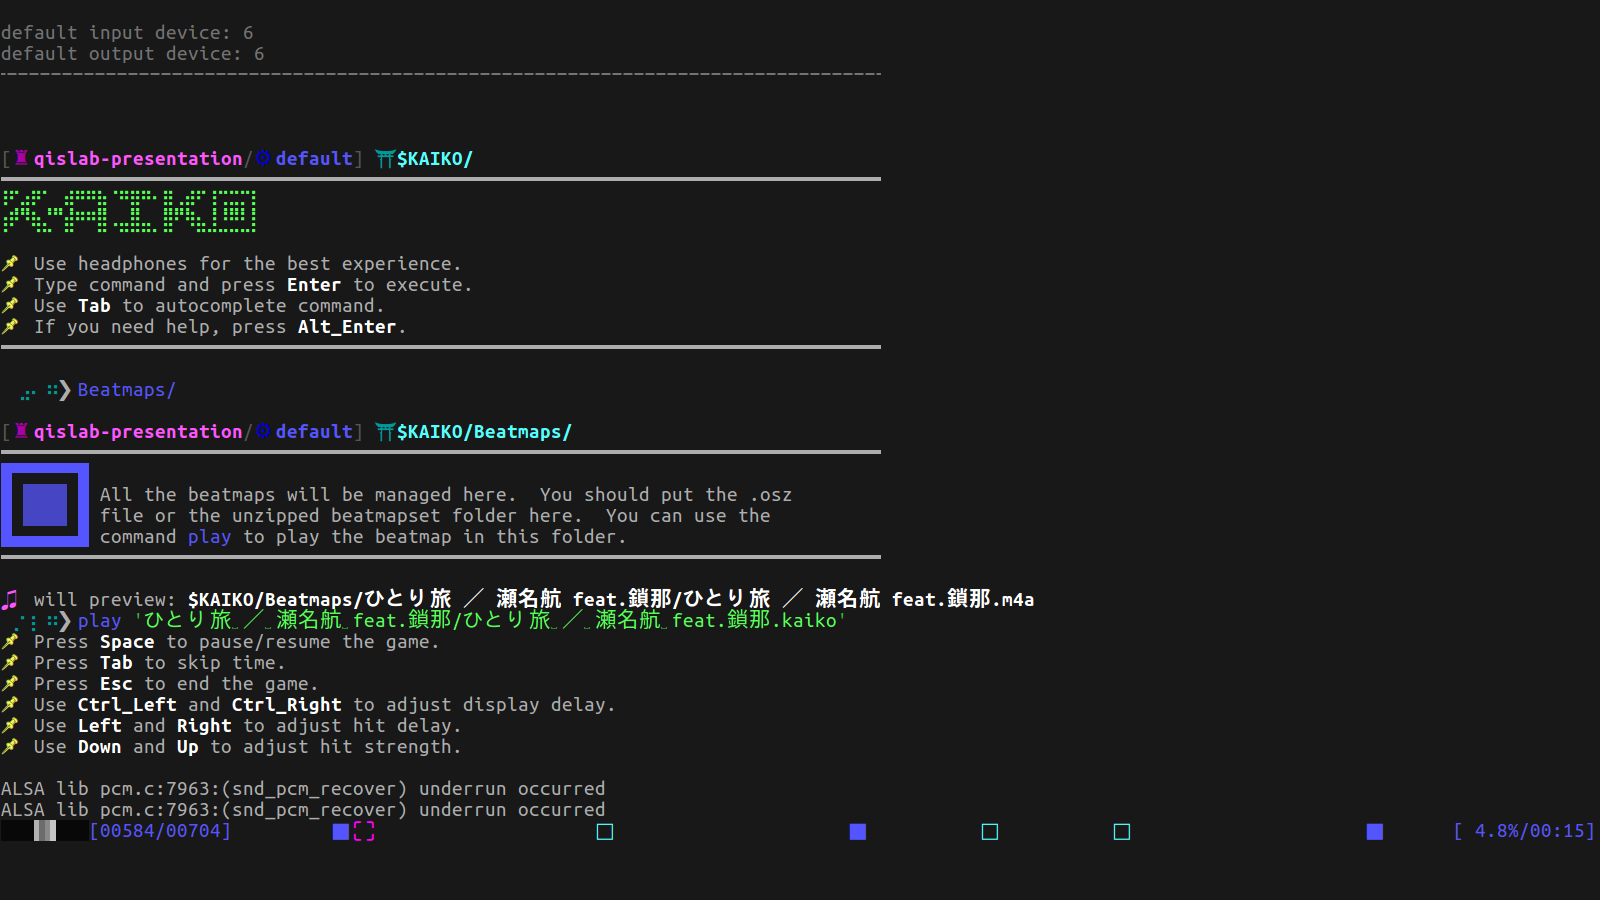 default input device: 6
default output device: 6
--------------------------------------------------------------------------------
[♜ qislab-presentation/⚙ default] ⛩ $KAIKO/
K-AIKO
📌 Use headphones for the best experience.
📌 Type command and press Enter to execute.
📌 Use Tab to autocomplete command.
📌 If you need help, press Alt_Enter.
❯ Beatmaps/
[♜ qislab-presentation/⚙ default] ⛩ $KAIKO/Beatmaps/
All the beatmaps will be managed here.  You should put the .osz
file or the unzipped beatmapset folder here.  You can use the
command play to play the beatmap in this folder.
♫ will preview: $KAIKO/Beatmaps/ひとり旅 ／ 瀬名航 feat.鎖那/ひとり旅 ／ 瀬名航 feat.鎖那.m4a
❯ play 'ひとり旅␣／␣瀬名航␣feat.鎖那/ひとり旅␣／␣瀬名航␣feat.鎖那.kaiko'
📌 Press Space to pause/resume the game.
📌 Press Tab to skip time.
📌 Press Esc to end the game.
📌 Use Ctrl_Left and Ctrl_Right to adjust display delay.
📌 Use Left and Right to adjust hit delay.
📌 Use Down and Up to adjust hit strength.
ALSA lib pcm.c:7963:(snd_pcm_recover) underrun occurred
ALSA lib pcm.c:7963:(snd_pcm_recover) underrun occurred
[00584/00704] ■⛶ □ ■ □ □ ■ [ 4.8%/00:15]